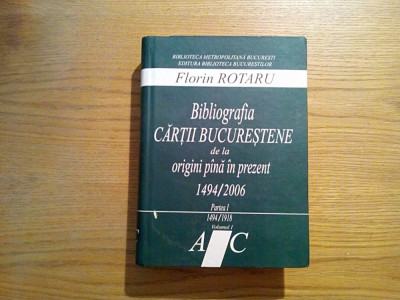 BIBLIOTECA METROPOLITANĂ BUCUREȘTI
EDITURA BIBLIOTECA BUCUREȘTILOR
Florin ROTARU
Bibliografia
CĂRȚII BUCUREȘTENE
de la
origini pînă în prezent
1494/2006
Partea I
1494/1918
Volumul 1
A C